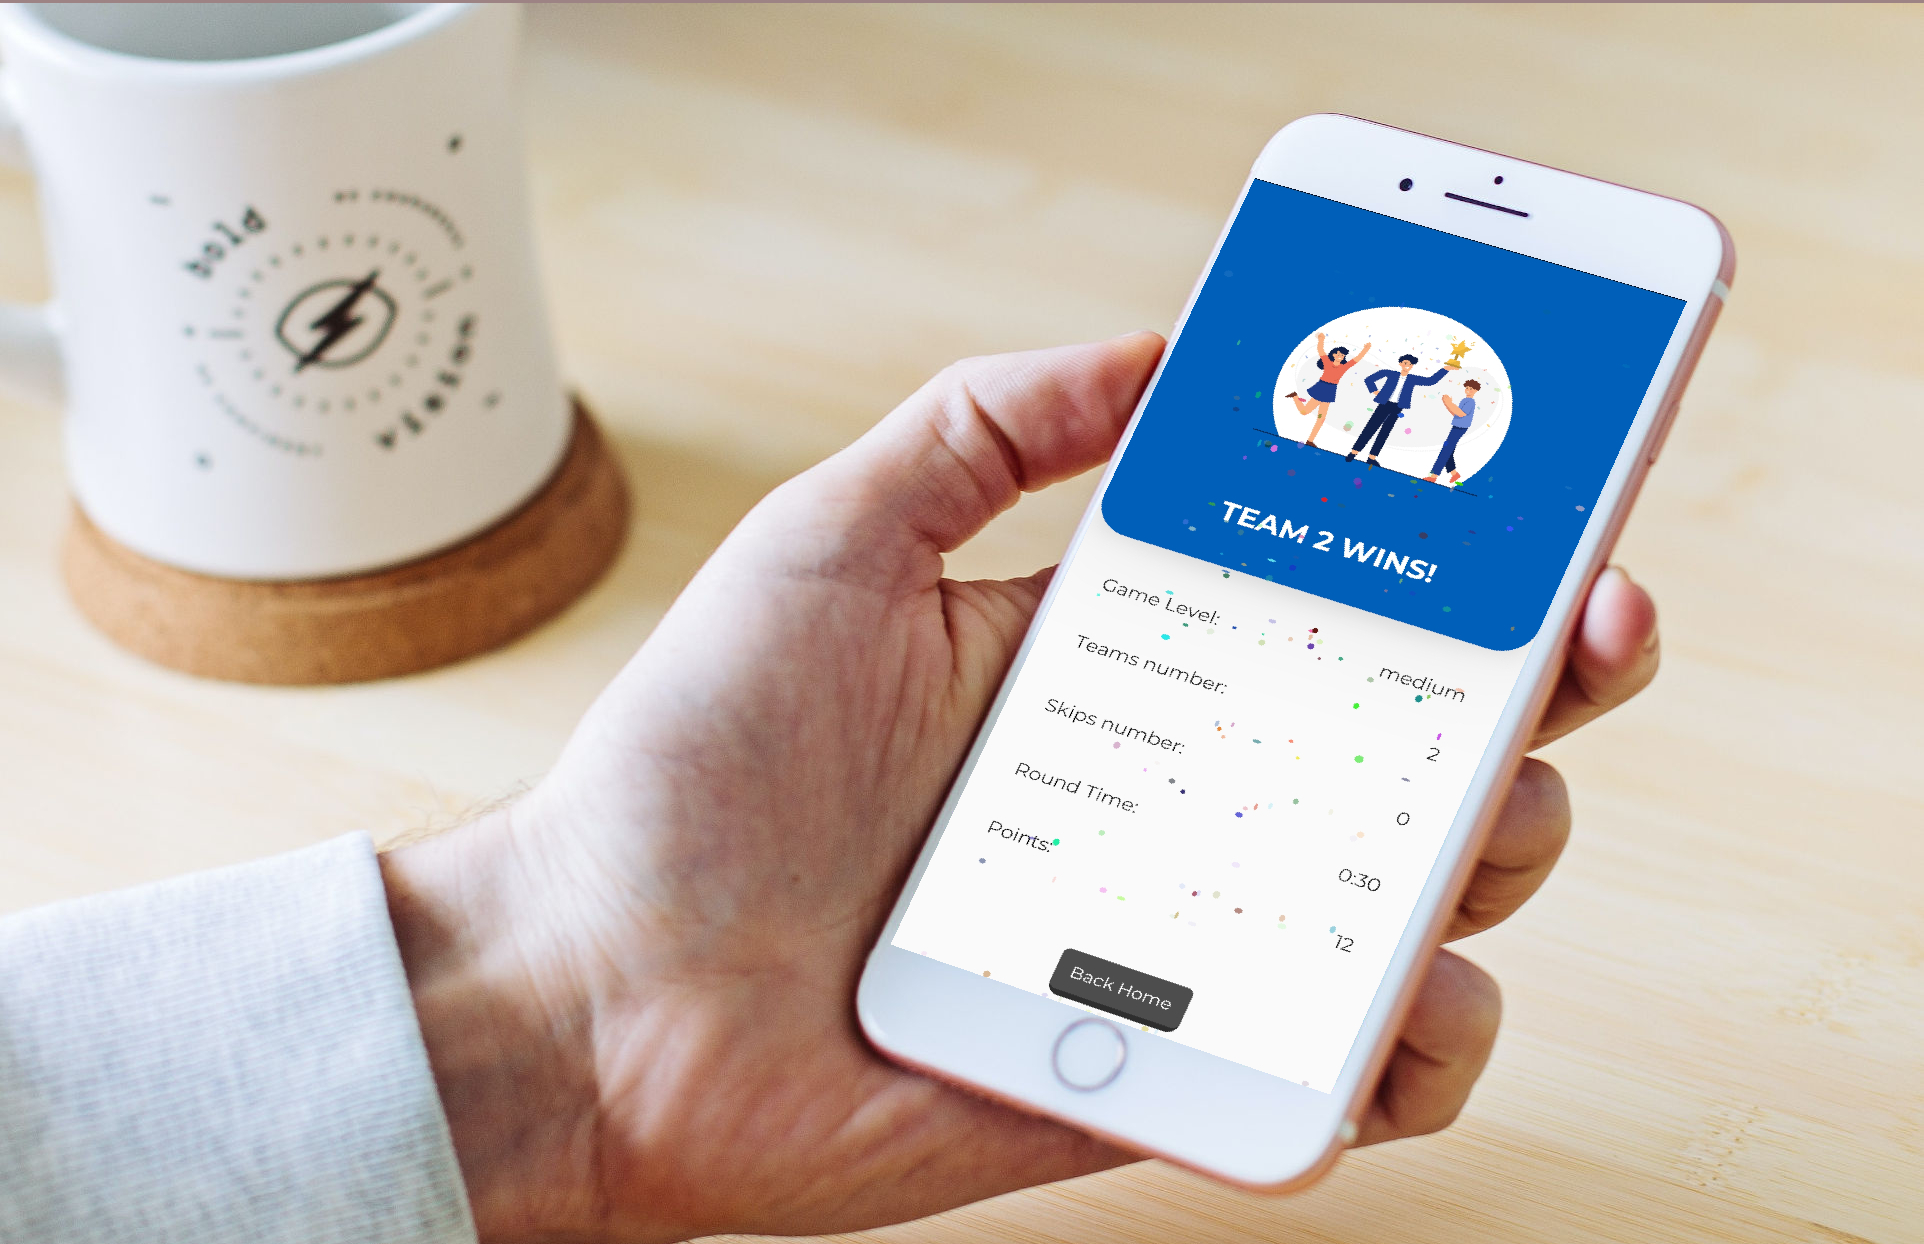 bold
vision
TEAM 2 WINS!
Game Level: medium
Teams number: 2
Skips number: 0
Round Time: 0:30
Points: 12
Back Home